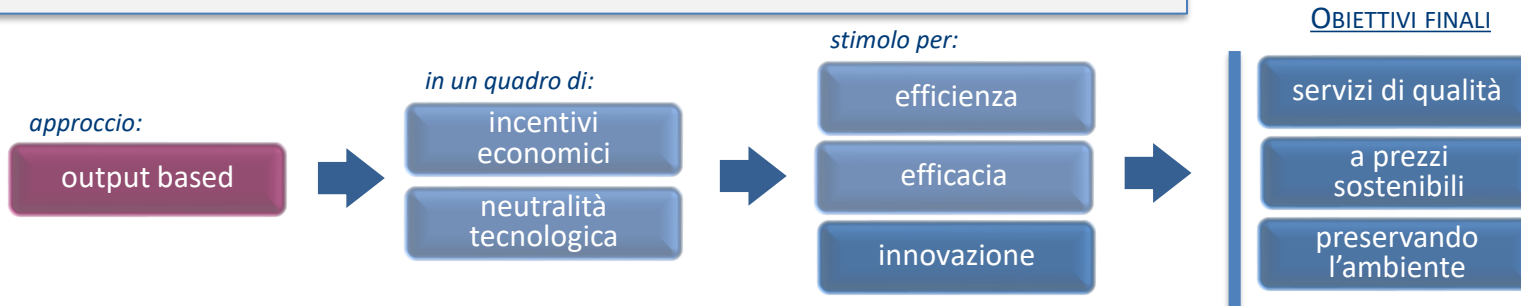 approccio:
output based
in un quadro di:
incentivi
economici
neutralità
tecnologica
stimolo per:
efficienza
efficacia
innovazione
OBIETTIVI FINALI
servizi di qualità
a prezzi
sostenibili
preservando
l’ambiente